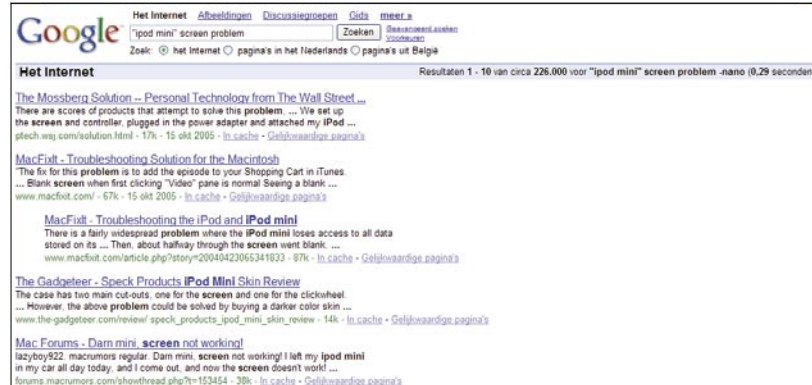 Het Internet Afbeeldingen Discussiegroepen Gids meer »
Google
"ipod mini" screen problem Zoeken Geavanceerd zoeken
Voorkeuren
Zoek: het Internet pagina's in het Nederlands pagina's uit België
Het Internet Resultaten 1 - 10 van circa 226.000 voor "ipod mini" screen problem -nano (0,29 seconden
The Mossberg Solution -- Personal Technology from The Wall Street ...
There are scores of products that attempt to solve this problem, ... We set up
the screen and controller, plugged in the power adapter and attached my iPod ...
ptech.wsj.com/solution.html - 17k - 15 okt 2005 - In cache - Gelijkwaardige pagina's
MacFixIt - Troubleshooting Solution for the Macintosh
"The fix for this problem is to add the episode to your Shopping Cart in iTunes.
... Blank screen when first clicking "Video" pane is normal Seeing a blank ...
www.macfixit.com/ - 67k - 15 okt 2005 - In cache - Gelijkwaardige pagina's
MacFixIt - Troubleshooting the iPod and iPod mini
There is a fairly widespread problem where the iPod mini loses access to all data
stored on its ... Then, about halfway through the screen went blank. ...
www.macfixit.com/article.php?story=20040423065341833 - 87k - In cache - Gelijkwaardige pagina's
The Gadgeteer - Speck Products iPod Mini Skin Review
The case has two main cut-outs, one for the screen and one for the clickwheel.
... However, the above problem could be solved by buying a darker color skin ...
www.the-gadgeteer.com/review/ speck_products_ipod_mini_skin_review - 14k - In cache - Gelijkwaardige pagina's
Mac Forums - Darn mini, screen not working!
lazyboy922. macrumors regular. Darn mini, screen not working! I left my ipod mini
in my car all day today, and I come out, and now the screen doesn't work! ...
forums.macrumors.com/showthread.php?t=153454 - 38k - In cache - Gelijkwaardige pagina's